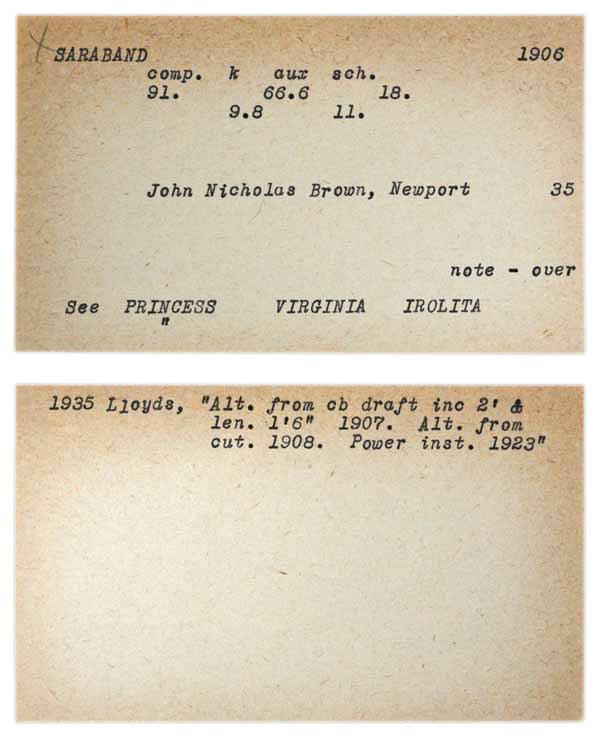 SARABAND 1906
comp. k aux sch.
91. 66.6 18.
9.8 11.
John Nicholas Brown, Newport 35
note - over
See PRINCESS VIRGINIA IROLITA
"
1935 Lloyds, "Alt. from cb draft inc 2' &
len. 1'6" 1907. Alt. from
cut. 1908. Power inst. 1923"